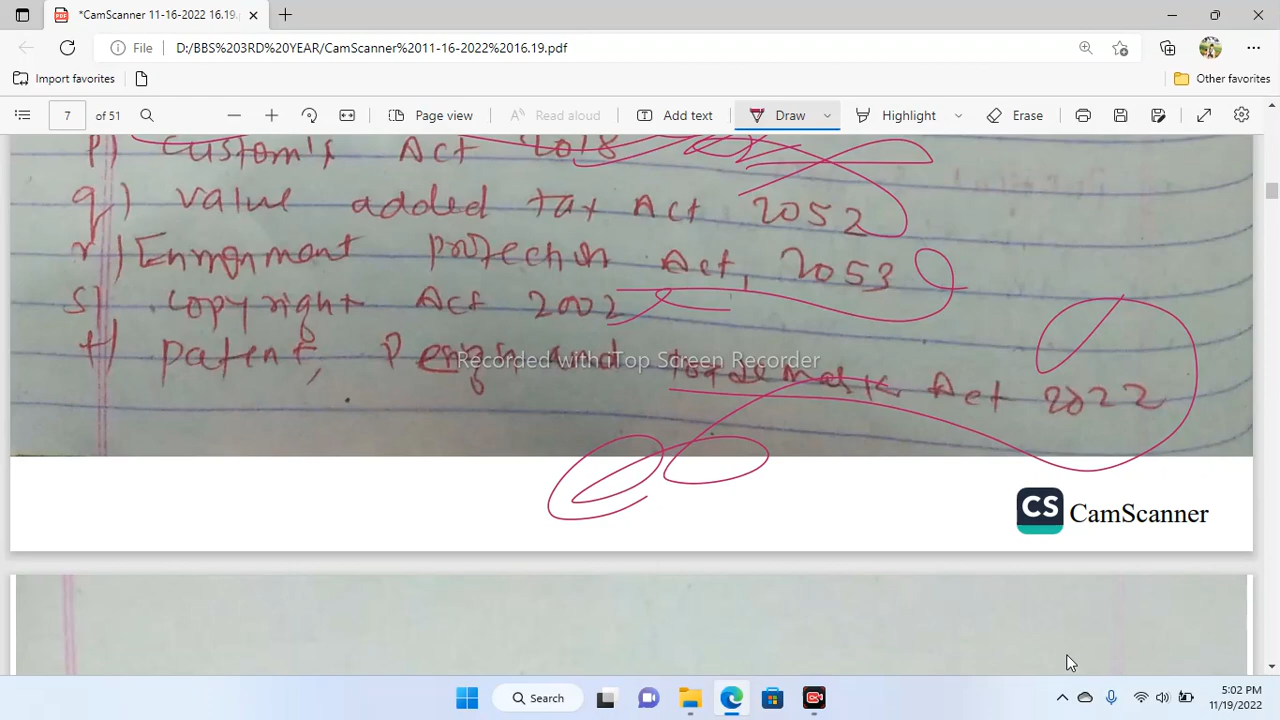 *CamScanner 11-16-2022 16.19.
File D:/BBS%203RD%20YEAR/CamScanner%2011-16-2022%2016.19.pdf
Import favorites Other favorites
7 of 51 Page view Read aloud Add text Draw Highlight Erase
p) Custom's Act 2018
q) value added tax Act 2052
r) Envronment protection Act, 2053
s) copyright Act 2002
t) patent, and Act 2022
Recorded with Top Screen Recorder
CS CamScanner
Search
5:02 PM
11/19/2022